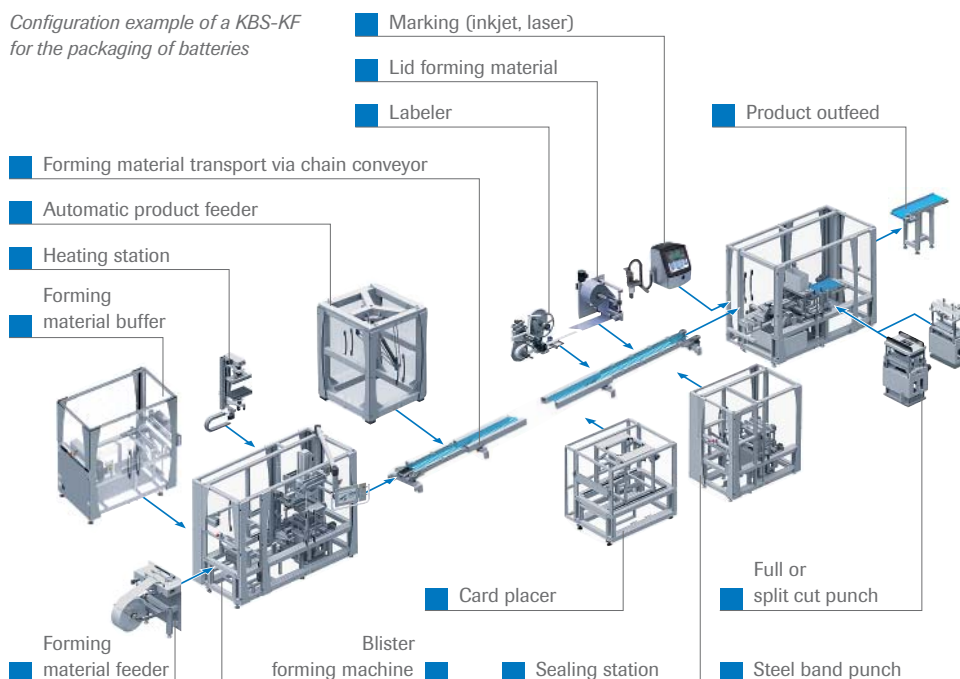 Configuration example of a KBS-KF
for the packaging of batteries
Marking (inkjet, laser)
Lid forming material
Labeler
Product outfeed
Forming material transport via chain conveyor
Automatic product feeder
Heating station
Forming
material buffer
Card placer
Full or
split cut punch
Forming
material feeder
Blister
forming machine
Sealing station
Steel band punch